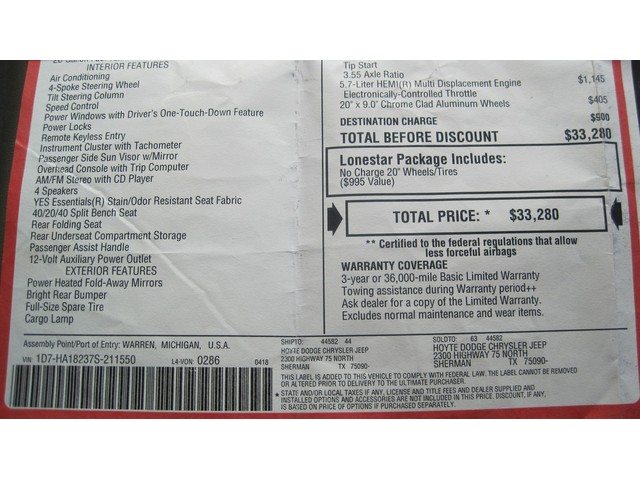 INTERIOR FEATURES
Air Conditioning
4-Spoke Steering Wheel
Tilt Steering Column
Speed Control
Power Windows with Driver's One-Touch-Down Feature
Power Locks
Remote Keyless Entry
Instrument Cluster with Tachometer
Passenger Side Sun Visor w/Mirror
Overhead Console with Trip Computer
AM/FM Stereo with CD Player
4 Speakers
YES Essentials(R) Stain/Odor Resistant Seat Fabric
40/20/40 Split Bench Seat
Rear Folding Seat
Rear Underseat Compartment Storage
Passenger Assist Handle
12-Volt Auxiliary Power Outlet
EXTERIOR FEATURES
Power Heated Fold-Away Mirrors
Bright Rear Bumper
Full-Size Spare Tire
Cargo Lamp
Tip Start
3.55 Axle Ratio
5.7-Liter HEMI(R) Multi Displacement Engine $1,145
Electronically-Controlled Throttle
20" x 9.0" Chrome Clad Aluminum Wheels $405
DESTINATION CHARGE $900
TOTAL BEFORE DISCOUNT $33,280
Lonestar Package Includes:
No Charge 20" Wheels/Tires
($995 Value)
TOTAL PRICE: * $33,280
** Certified to the federal regulations that allow
less forceful airbags
WARRANTY COVERAGE
3-year or 36,000-mile Basic Limited Warranty
Towing assistance during Warranty period++
Ask dealer for a copy of the Limited Warranty.
Excludes normal maintenance and wear items.
Assembly Point/Port of Entry: WARREN, MICHIGAN, U.S.A.
VIN: 1D7-HA18237S-211550 L4-VON: 0286 0418
SHIPTO: 44582 44
HOYTE DODGE CHRYSLER JEEP
2300 HIGHWAY 75 NORTH
SHERMAN TX 75090-
SOLDTO: 63 44582
HOYTE DODGE CHRYSLER JEEP
2300 HIGHWAY 75 NORTH
SHERMAN TX 75090-
THIS LABEL IS ADDED TO THIS VEHICLE TO COMPLY WITH FEDERAL LAW. THE LABEL CANNOT BE REMOVED
OR ALTERED PRIOR TO DELIVERY TO THE ULTIMATE PURCHASER.
* STATE AND/OR LOCAL TAXES IF ANY, LICENSE AND TITLE FEES AND DEALER SUPPLIED AND
INSTALLED OPTIONS AND ACCESSORIES ARE NOT INCLUDED IN THIS PRICE. DISCOUNT, IF ANY,
IS BASED ON PRICE OF OPTIONS IF PURCHASED SEPARATELY.